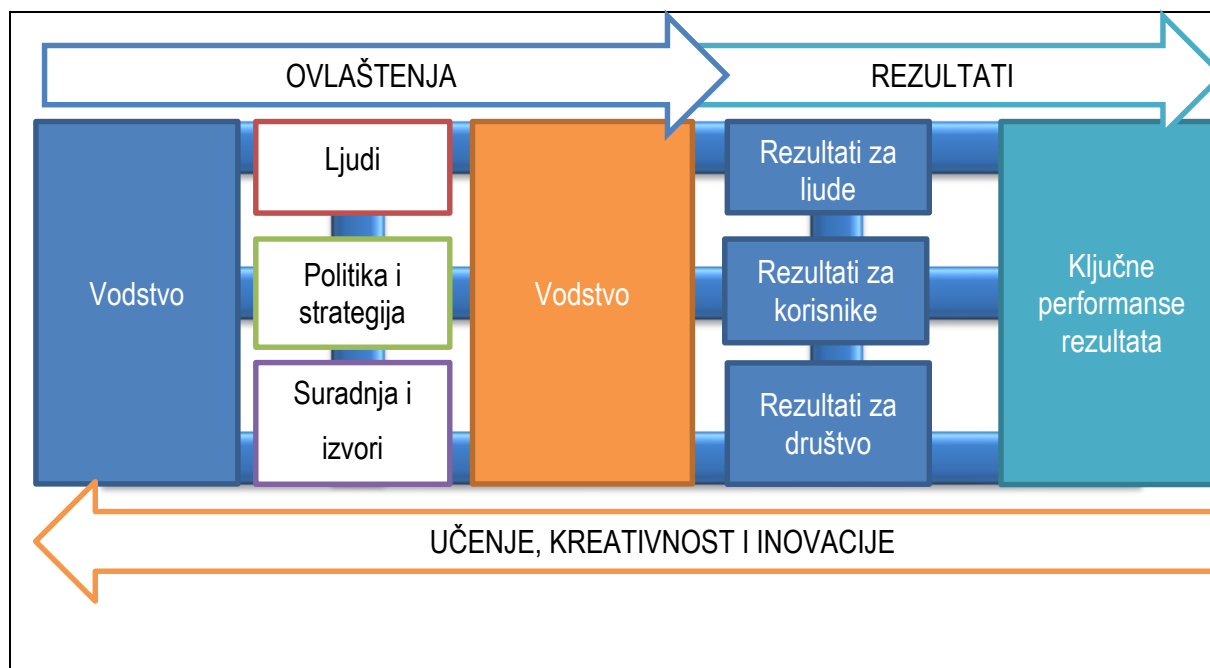 OVLAŠTENJA
REZULTATI
Vodstvo
Ljudi
Politika i
strategija
Suradnja i
izvori
Vodstvo
Rezultati za
ljude
Rezultati za
korisnike
Rezultati za
društvo
Ključne
performanse
rezultata
UČENJE, KREATIVNOST I INOVACIJE